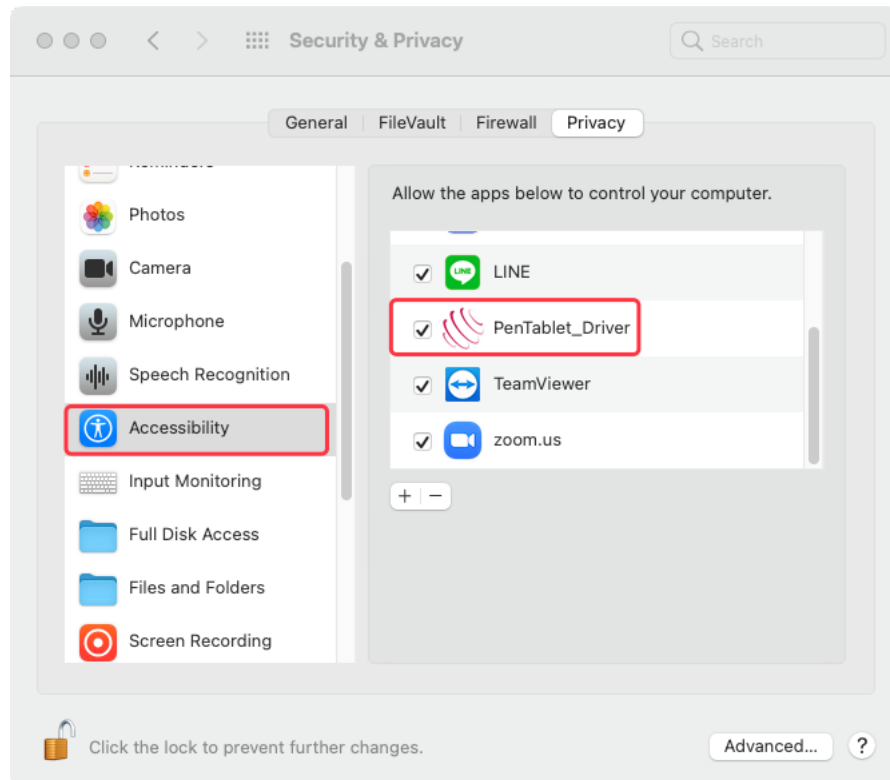 Security & Privacy
Search
General
FileVault
Firewall
Privacy
Photos
Camera
Microphone
Speech Recognition
Accessibility
Input Monitoring
Full Disk Access
Files and Folders
Screen Recording
Allow the apps below to control your computer.
LINE
LINE
PenTablet_Driver
TeamViewer
zoom.us
+ −
Click the lock to prevent further changes.
Advanced...
?